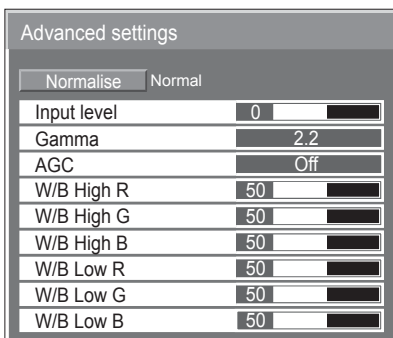 Advanced settings
Normalise Normal
Input level 0
Gamma 2.2
AGC Off
W/B High R 50
W/B High G 50
W/B High B 50
W/B Low R 50
W/B Low G 50
W/B Low B 50